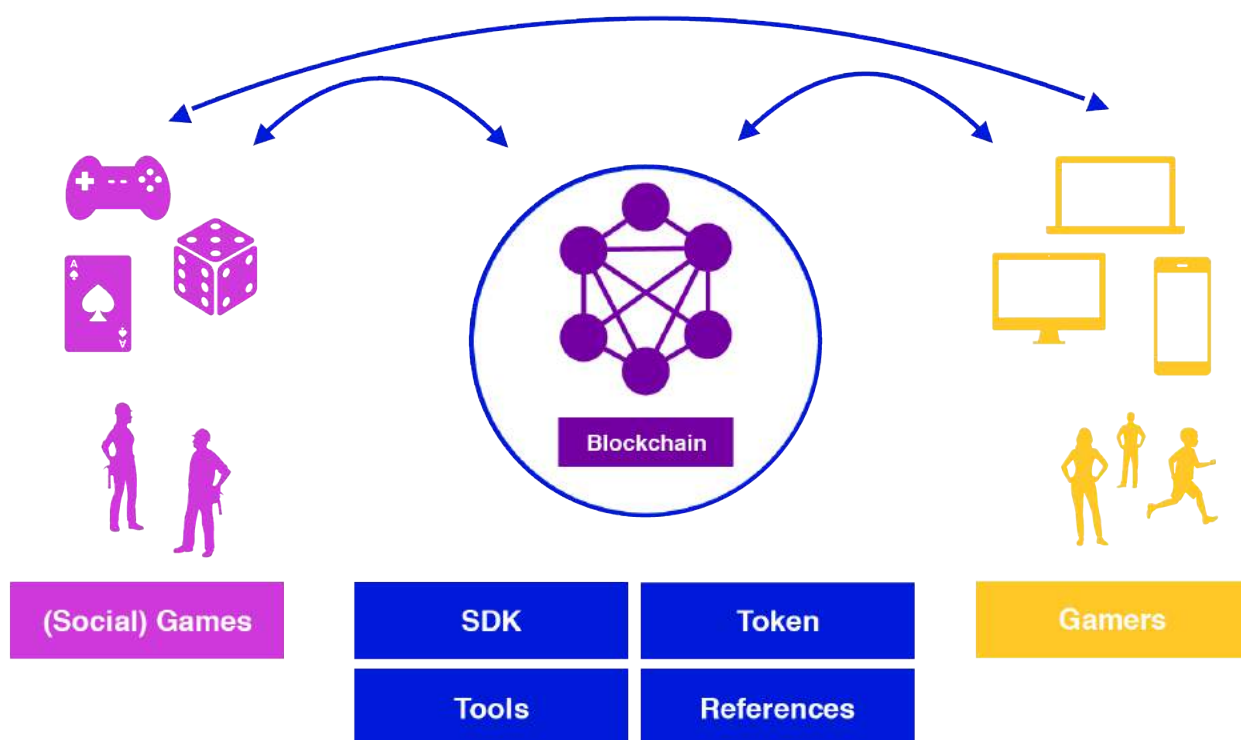 A
A
Blockchain
(Social) Games
SDK
Token
Gamers
Tools
References